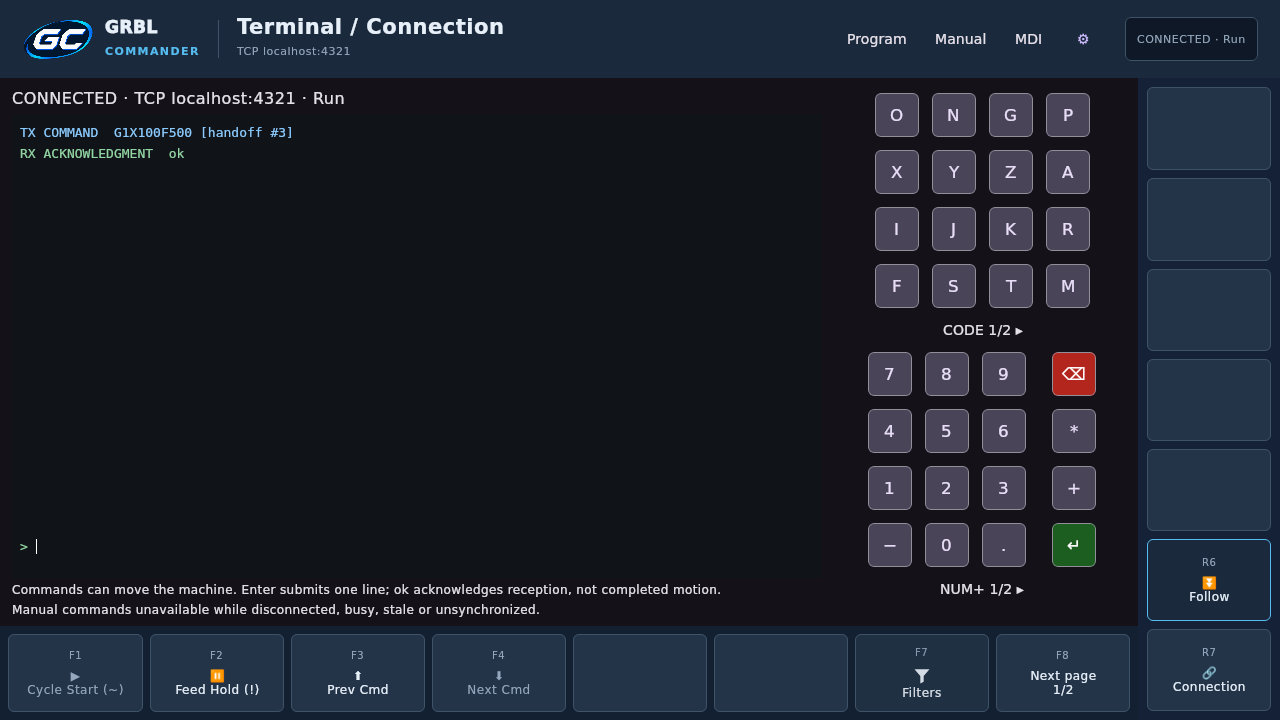 GC
GRBL
COMMANDER
Terminal / Connection
TCP localhost:4321
Program
Manual
MDI
⚙
CONNECTED · Run
CONNECTED · TCP localhost:4321 · Run
TX COMMAND  G1X100F500 [handoff #3]
RX ACKNOWLEDGMENT  ok
>
Commands can move the machine. Enter submits one line; ok acknowledges reception, not completed motion.
Manual commands unavailable while disconnected, busy, stale or unsynchronized.
O N G P
X Y Z A
I J K R
F S T M
CODE 1/2 ▸
7 8 9 ⌫
4 5 6 *
1 2 3 +
− 0 . ↵
NUM+ 1/2 ▸
R6
⏬
Follow
R7
🔗
Connection
F1
▶
Cycle Start (~)
F2
⏸
Feed Hold (!)
F3
⬆
Prev Cmd
F4
⬇
Next Cmd
F7
Filters
F8
Next page
1/2